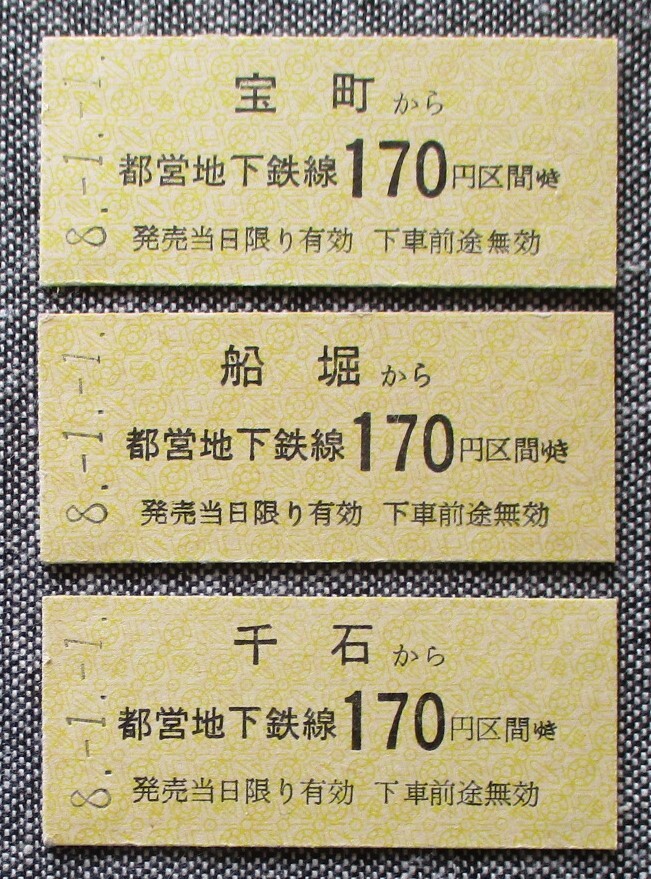 宝町から
都営地下鉄線170円区間ゆき
発売当日限り有効 下車前途無効
8.-1.-1.
船堀から
都営地下鉄線170円区間ゆき
発売当日限り有効 下車前途無効
8.-1.-1.
千石から
都営地下鉄線170円区間ゆき
発売当日限り有効 下車前途無効
8.-1.-1.